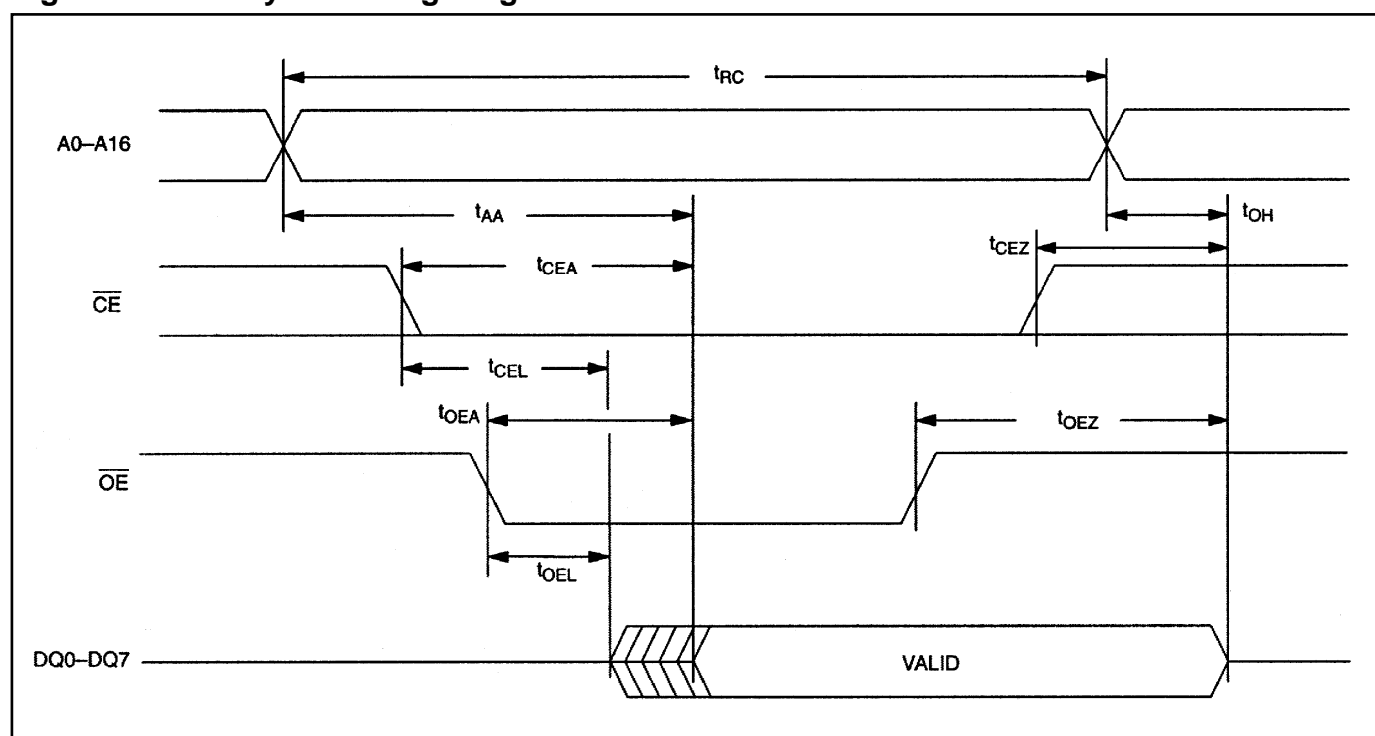 tRC
A0–A16
tAA
tOH
tCEZ
tCEA
CE
tCEL
tOEA
tOEZ
OE
tOEL
DQ0–DQ7
VALID